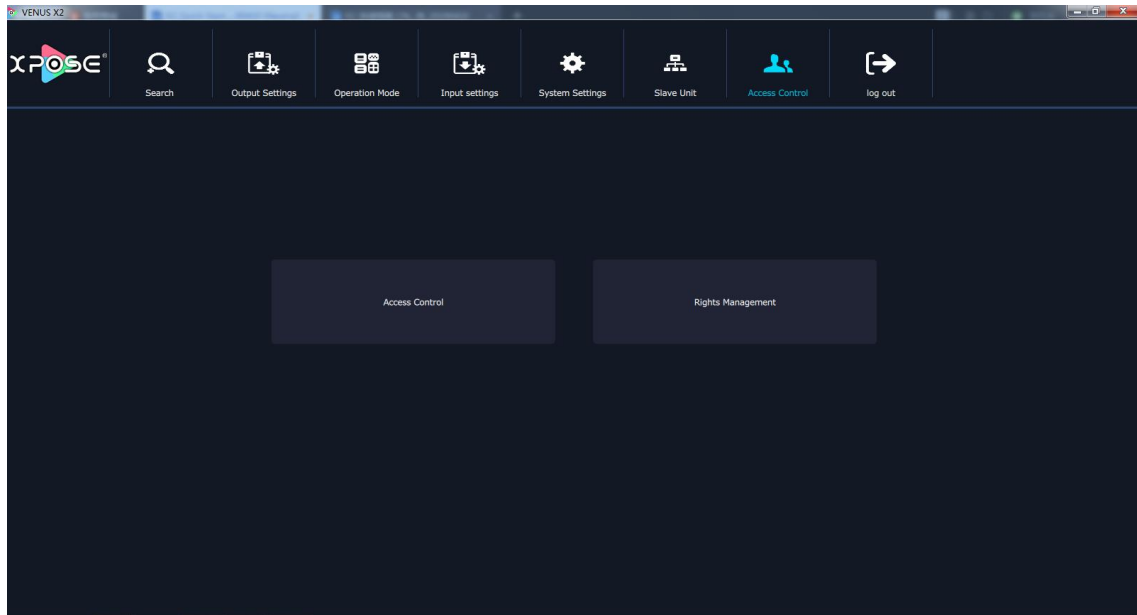 VENUS X2
XPOSE®
Search
Output Settings
Operation Mode
Input settings
System Settings
Slave Unit
Access Control
log out
Access Control
Rights Management